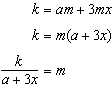 k = am + 3mx
k = m(a + 3x)
k / (a + 3x) = m